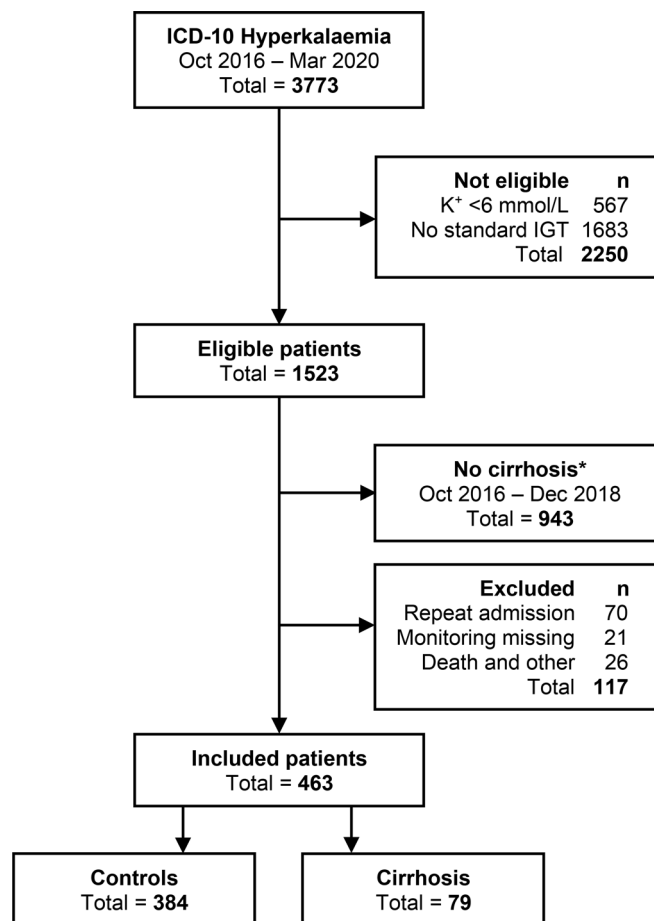 ICD-10 Hyperkalaemia
Oct 2016 – Mar 2020
Total = 3773
Not eligible n
K⁺ <6 mmol/L 567
No standard IGT 1683
Total 2250
Eligible patients
Total = 1523
No cirrhosis*
Oct 2016 – Dec 2018
Total = 943
Excluded n
Repeat admission 70
Monitoring missing 21
Death and other 26
Total 117
Included patients
Total = 463
Controls
Total = 384
Cirrhosis
Total = 79